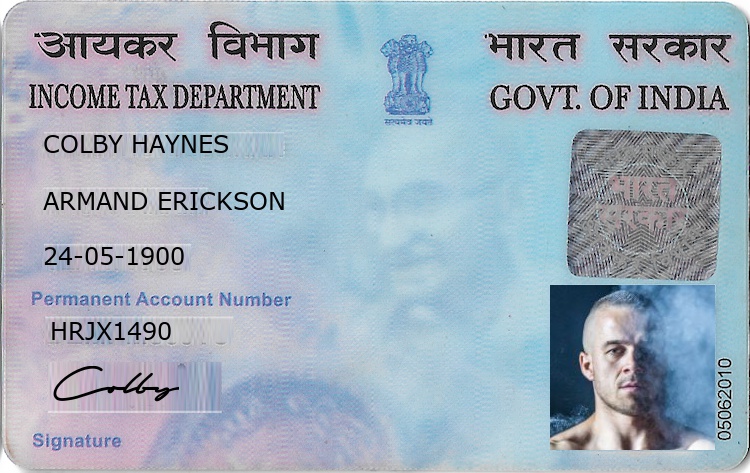 आयकर विभाग
भारत सरकार
INCOME TAX DEPARTMENT
GOVT. OF INDIA
सत्यमेव जयते
COLBY HAYNES
भारत
सरकार
ARMAND ERICKSON
24-05-1900
Permanent Account Number
HRJX1490
Colby
Signature
05062010